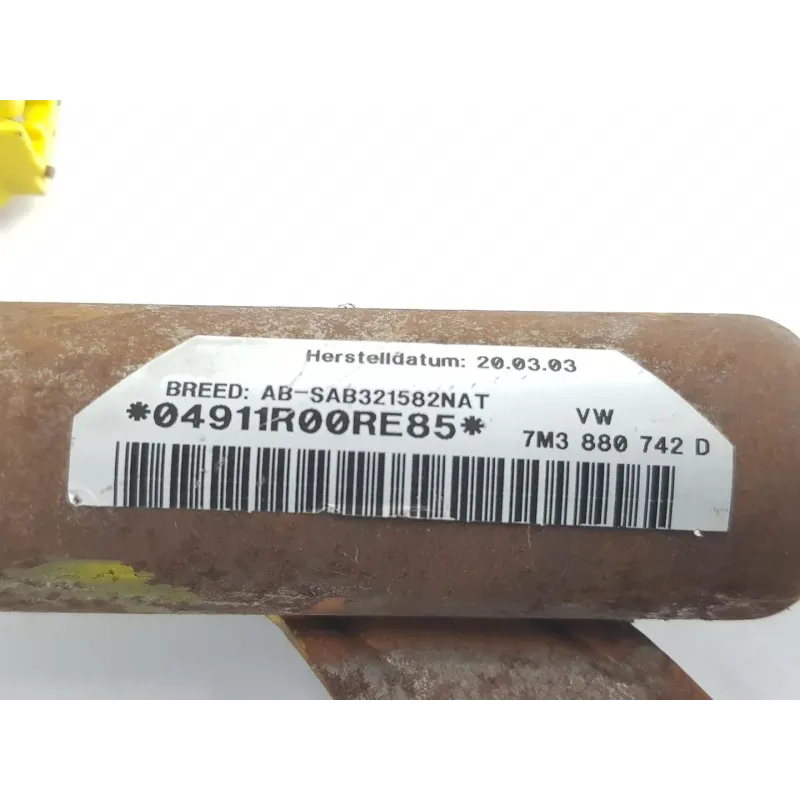 Herstelldatum: 20.03.03
BREED: AB-SAB321582NAT
*04911R00RE85*
VW
7M3 880 742 D